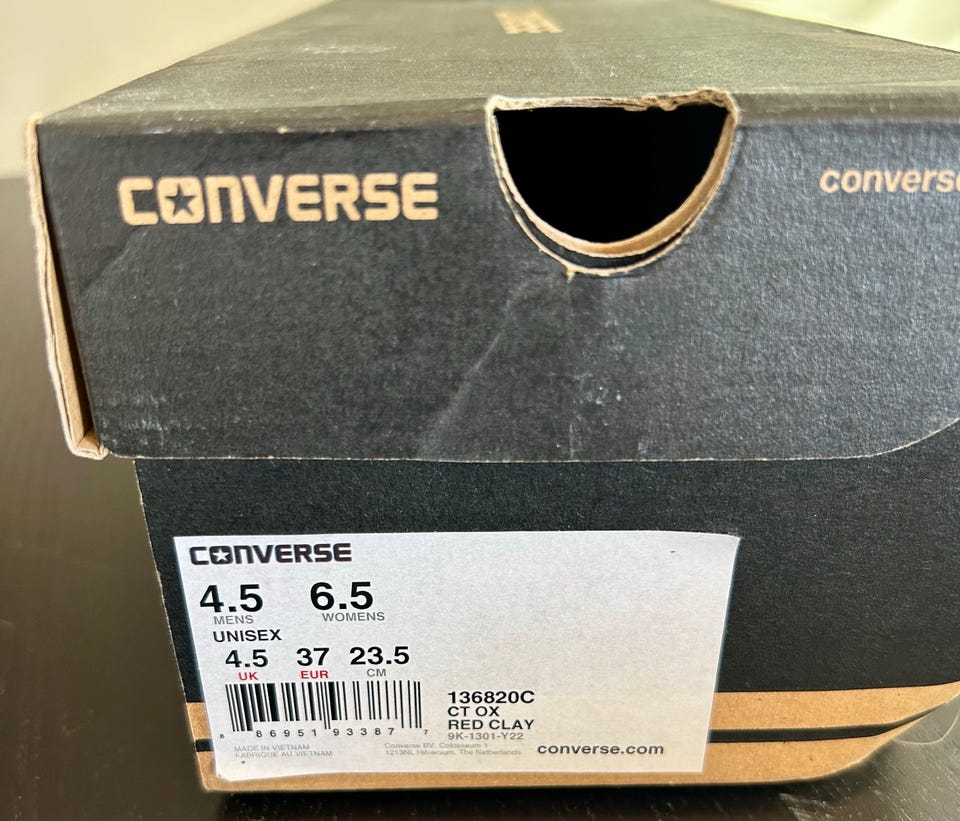 CONVERSE
converse
CONVERSE
4.5 6.5
MENS WOMENS
UNISEX
4.5 37 23.5
UK EUR CM
8 86951 93387 7
136820C
CT OX
RED CLAY
9K-1301-Y22
MADE IN VIETNAM
FABRIQUE AU VIETNAM
Converse BV, Colosseum 1
1213NL Hilversum, The Netherlands
converse.com